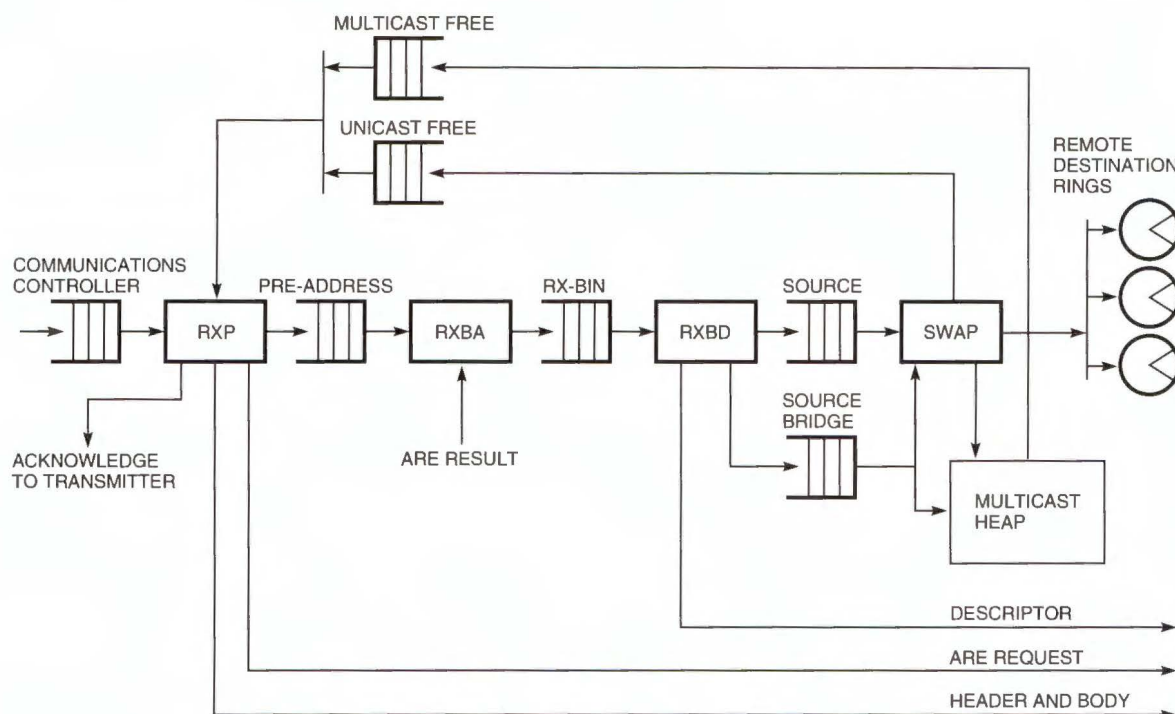 MULTICAST FREE
UNICAST FREE
REMOTE
DESTINATION
RINGS
COMMUNICATIONS
CONTROLLER
PRE-ADDRESS
RX-BIN
SOURCE
RXP
RXBA
RXBD
SWAP
SOURCE
BRIDGE
ACKNOWLEDGE
TO TRANSMITTER
ARE RESULT
MULTICAST
HEAP
DESCRIPTOR
ARE REQUEST
HEADER AND BODY